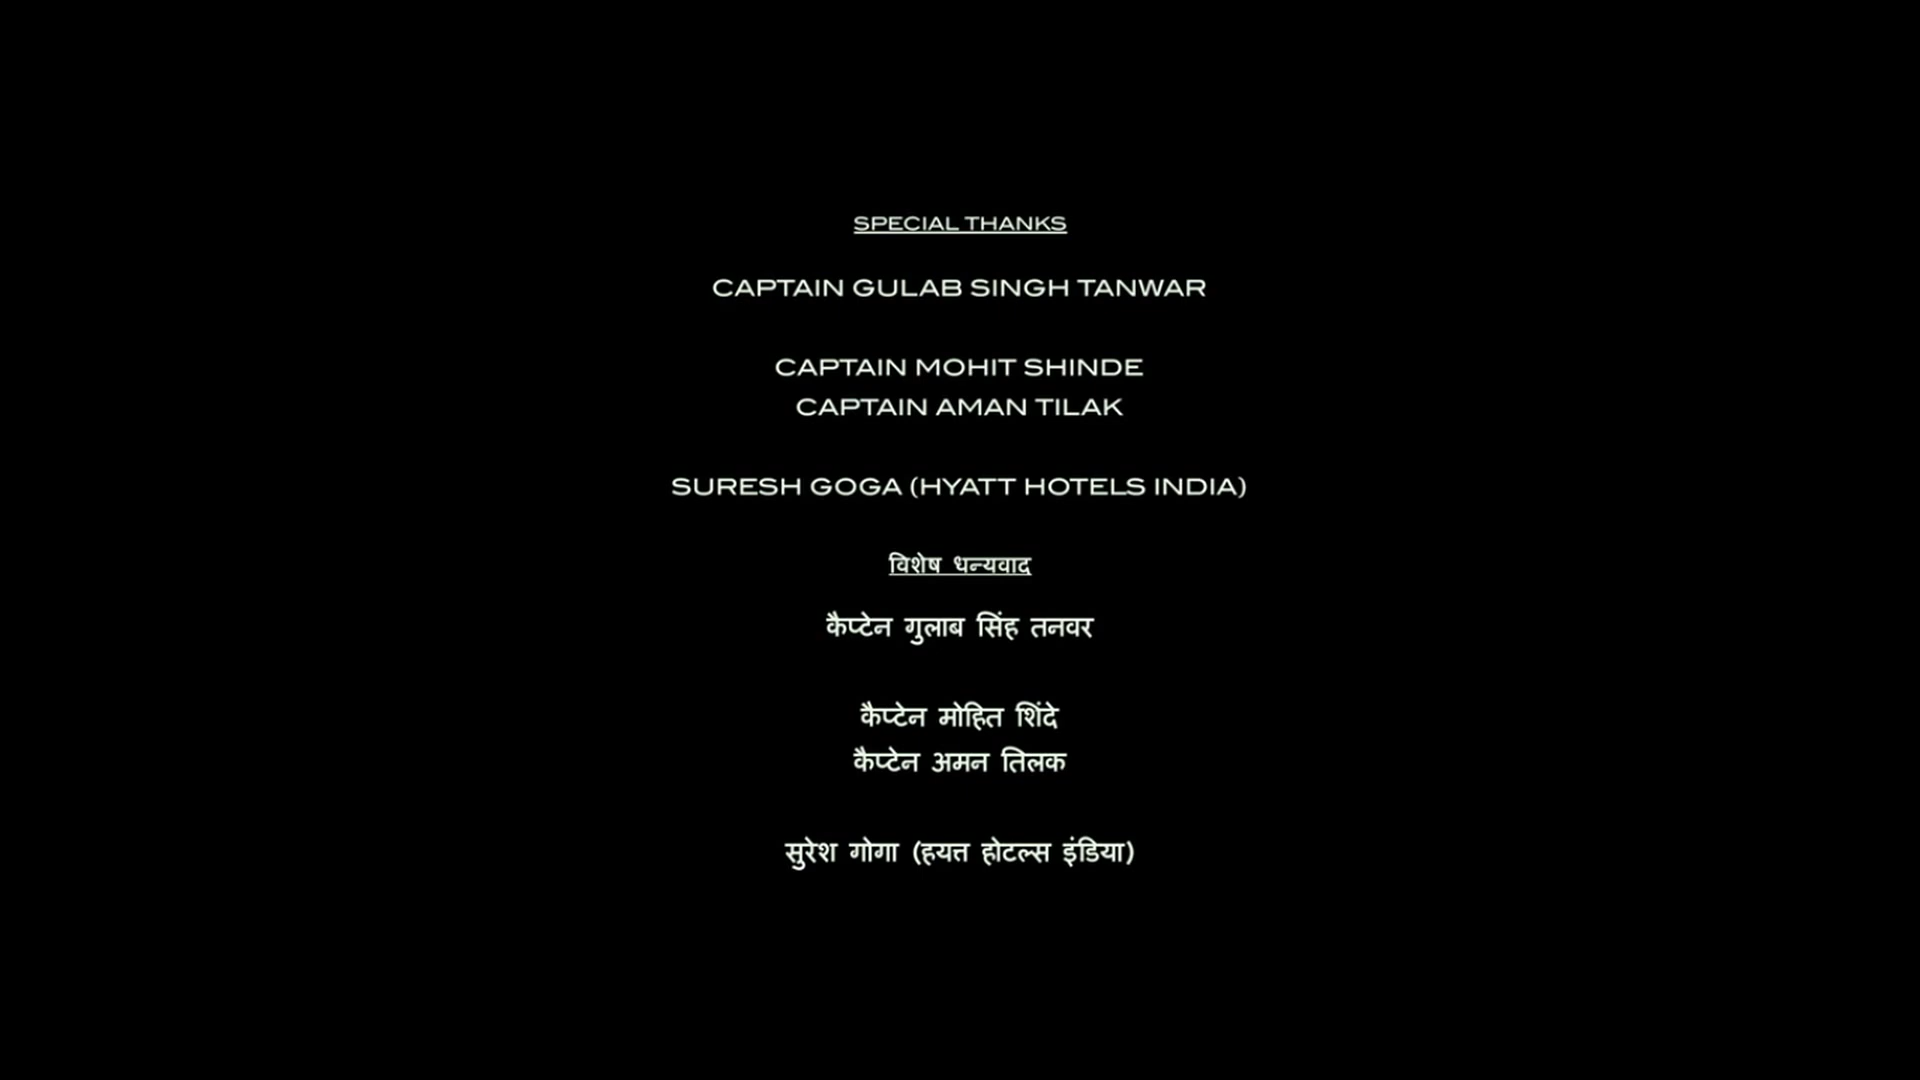 SPECIAL THANKS
CAPTAIN GULAB SINGH TANWAR
CAPTAIN MOHIT SHINDE
CAPTAIN AMAN TILAK
SURESH GOGA (HYATT HOTELS INDIA)
विशेष धन्यवाद
कैप्टेन गुलाब सिंह तनवर
कैप्टेन मोहित शिंदे
कैप्टेन अमन तिलक
सुरेश गोगा (हयत्त होटल्स इंडिया)